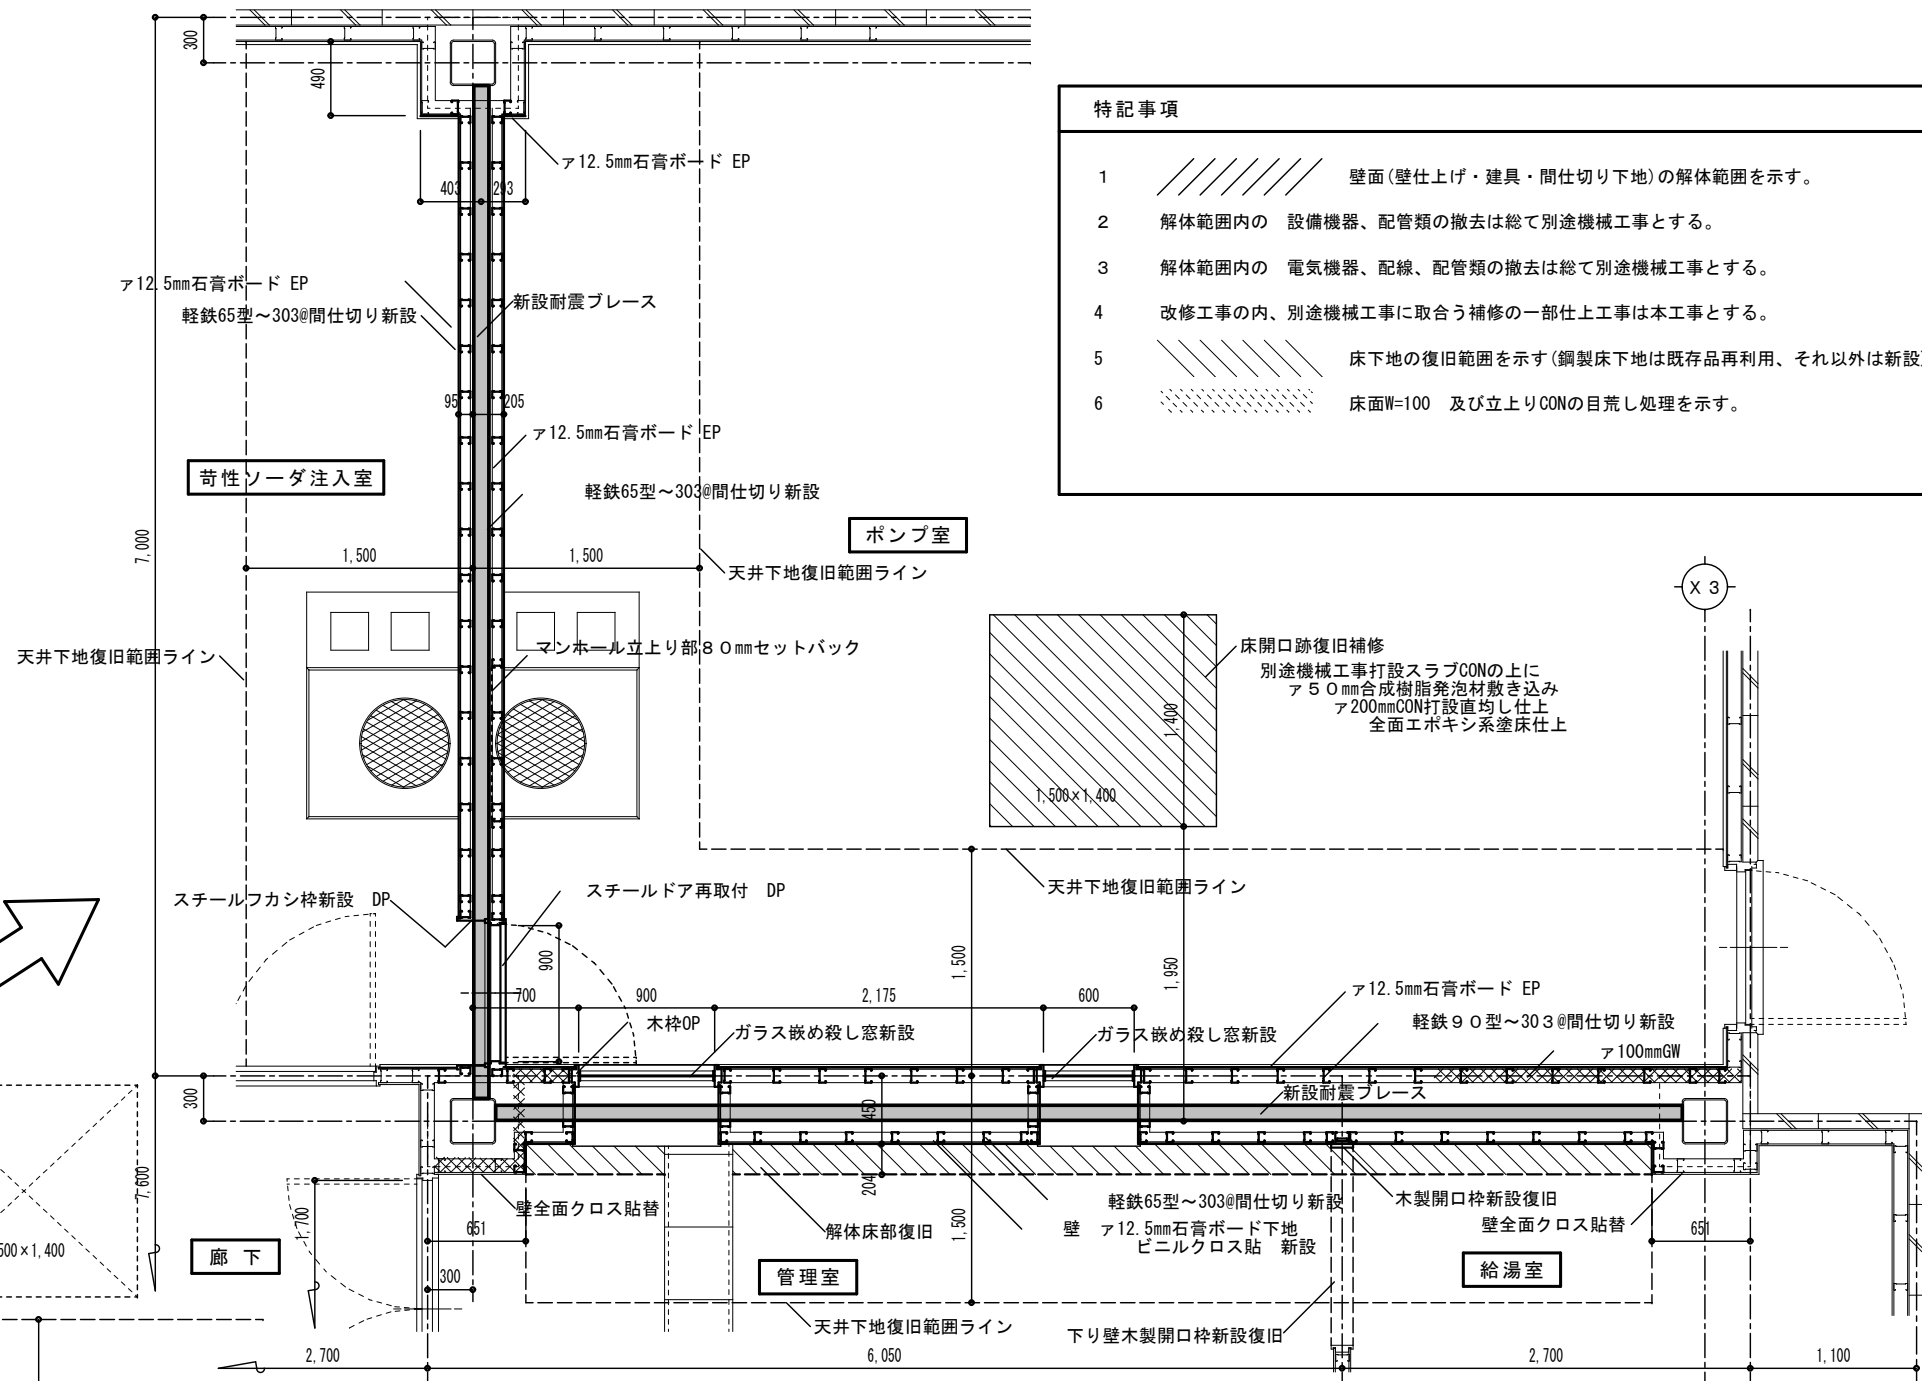 300
490
ァ12.5mm石膏ボード EP
403
293
ァ12.5mm石膏ボード EP
新設耐震ブレース
軽鉄65型～303@間仕切り新設
95
205
ァ12.5mm石膏ボード EP
苛性ソーダ注入室
軽鉄65型～303@間仕切り新設
ポンプ室
7,000
1,500
1,500
天井下地復旧範囲ライン
マンホール立上り部８０mmセットバック
天井下地復旧範囲ライン
特記事項
1 壁面(壁仕上げ・建具・間仕切り下地)の解体範囲を示す。
2 解体範囲内の 設備機器、配管類の撤去は総て別途機械工事とする。
3 解体範囲内の 電気機器、配線、配管類の撤去は総て別途機械工事とする。
4 改修工事の内、別途機械工事に取合う補修の一部仕上工事は本工事とする。
5 床下地の復旧範囲を示す(鋼製床下地は既存品再利用、それ以外は新設
6 床面W=100 及び立上りCONの目荒し処理を示す。
X 3
床開口跡復旧補修
別途機械工事打設スラブCONの上に
ァ５０mm合成樹脂発泡材敷き込み
ァ200mmCON打設直均し仕上
全面エポキシ系塗床仕上
1,400
1,500×1,400
天井下地復旧範囲ライン
スチールフカシ枠新設 DP
スチールドア再取付 DP
900
1,500
1,950
700
900
2,175
600
木枠OP
ガラス嵌め殺し窓新設
ガラス嵌め殺し窓新設
ァ12.5mm石膏ボード EP
軽鉄９０型～30３@間仕切り新設
ァ100mmGW
300
450
新設耐震ブレース
7,600
204
1,700
壁全面クロス貼替
651
解体床部復旧
1,500
軽鉄65型～303@間仕切り新設
壁 ァ12.5mm石膏ボード下地
ビニルクロス貼 新設
木製開口枠新設復旧
壁全面クロス貼替
651
500×1,400
廊 下
300
管理室
給湯室
天井下地復旧範囲ライン
下り壁木製開口枠新設復旧
2,700
6,050
2,700
1,100